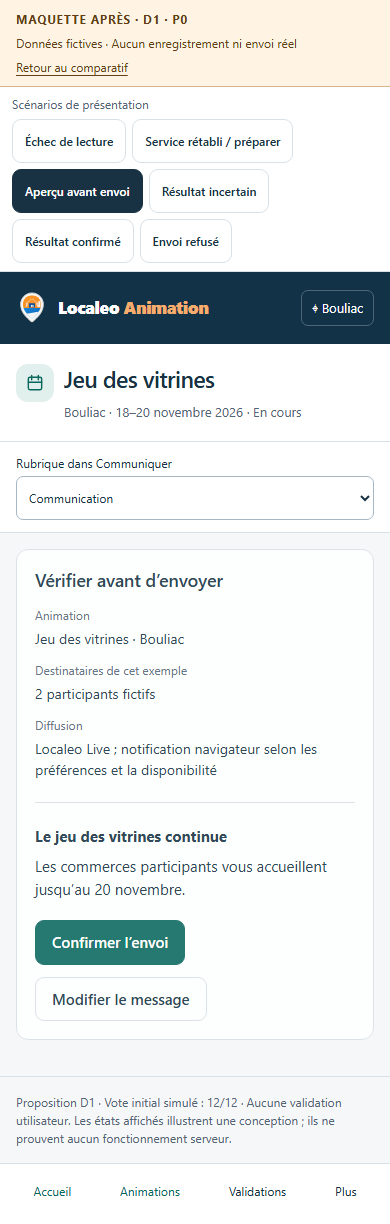 MAQUETTE APRÈS · D1 · P0
Données fictives · Aucun enregistrement ni envoi réel
Retour au comparatif
Scénarios de présentation
Échec de lecture
Service rétabli / préparer
Aperçu avant envoi
Résultat incertain
Résultat confirmé
Envoi refusé
Localeo Animation
⌖ Bouliac
Jeu des vitrines
Bouliac · 18–20 novembre 2026 · En cours
Rubrique dans Communiquer
Communication
Vérifier avant d’envoyer
Animation
Jeu des vitrines · Bouliac
Destinataires de cet exemple
2 participants fictifs
Diffusion
Localeo Live ; notification navigateur selon les
préférences et la disponibilité
Le jeu des vitrines continue
Les commerces participants vous accueillent
jusqu’au 20 novembre.
Confirmer l’envoi
Modifier le message
Proposition D1 · Vote initial simulé : 12/12 · Aucune validation
utilisateur. Les états affichés illustrent une conception ; ils ne
prouvent aucun fonctionnement serveur.
Accueil
Animations
Validations
Plus